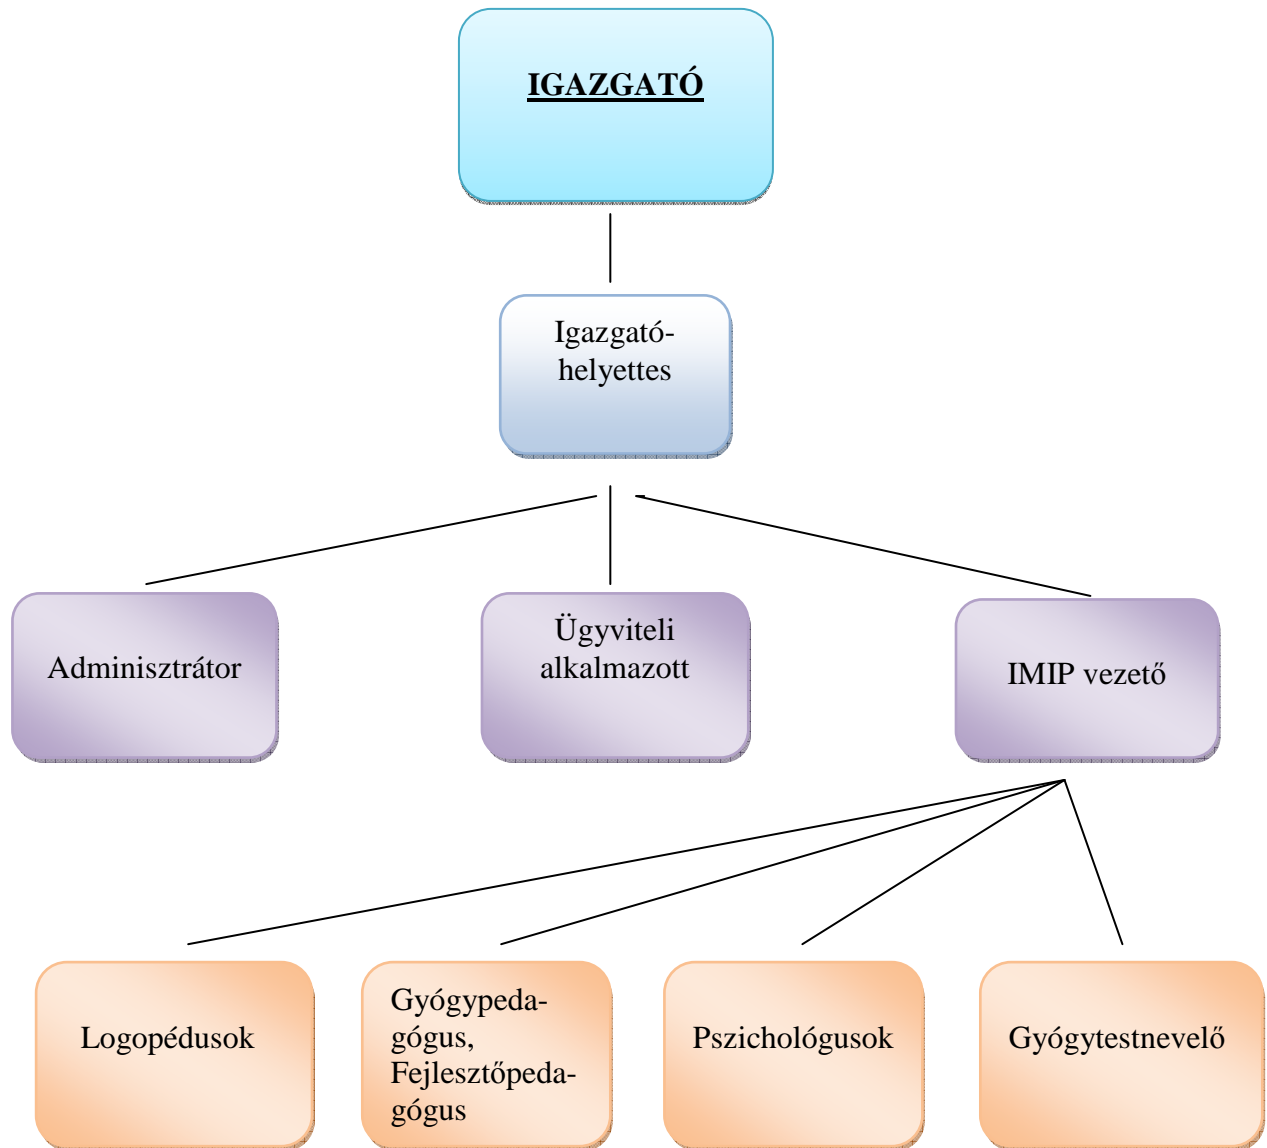 IGAZGATÓ
Igazgató-
helyettes
Adminisztrátor
Ügyviteli
alkalmazott
IMIP vezető
Logopédusok
Gyógypeda-
gógus,
Fejlesztőpeda-
gógus
Pszichológusok
Gyógytestnevelő